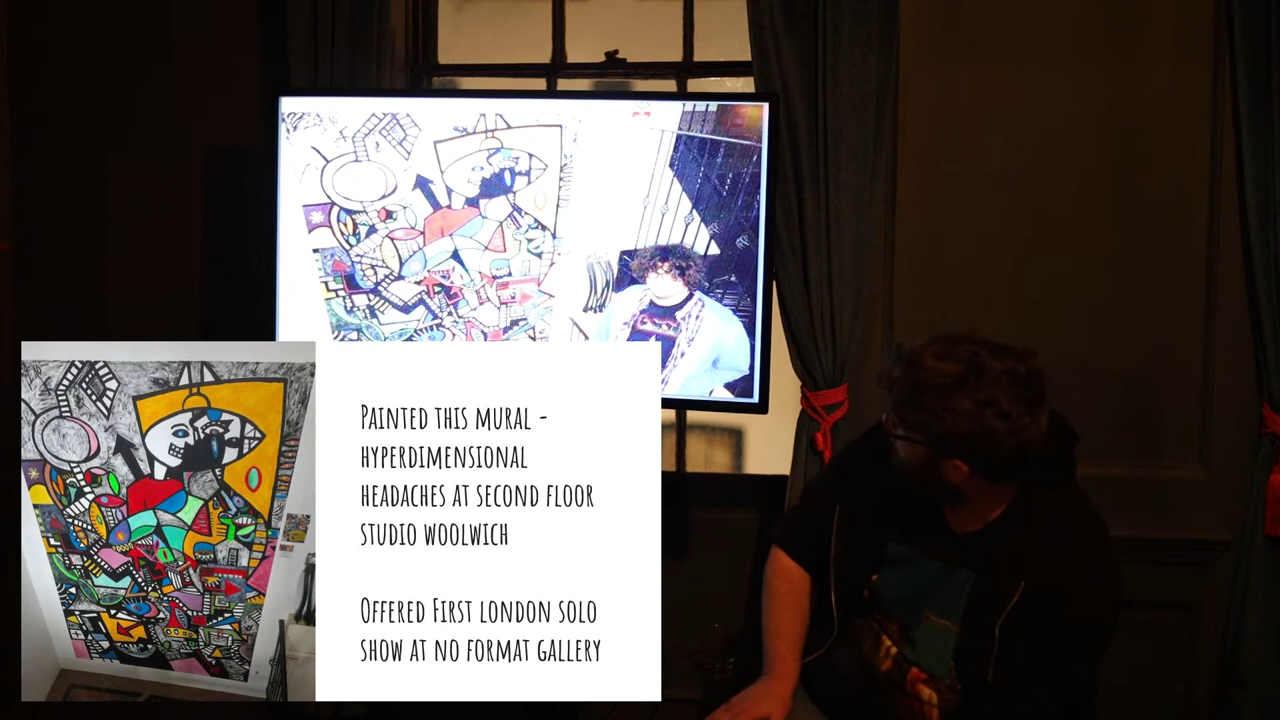 Painted this mural -
hyperdimensional
headaches at second floor
studio woolwich
Offered First london solo
show at no format gallery